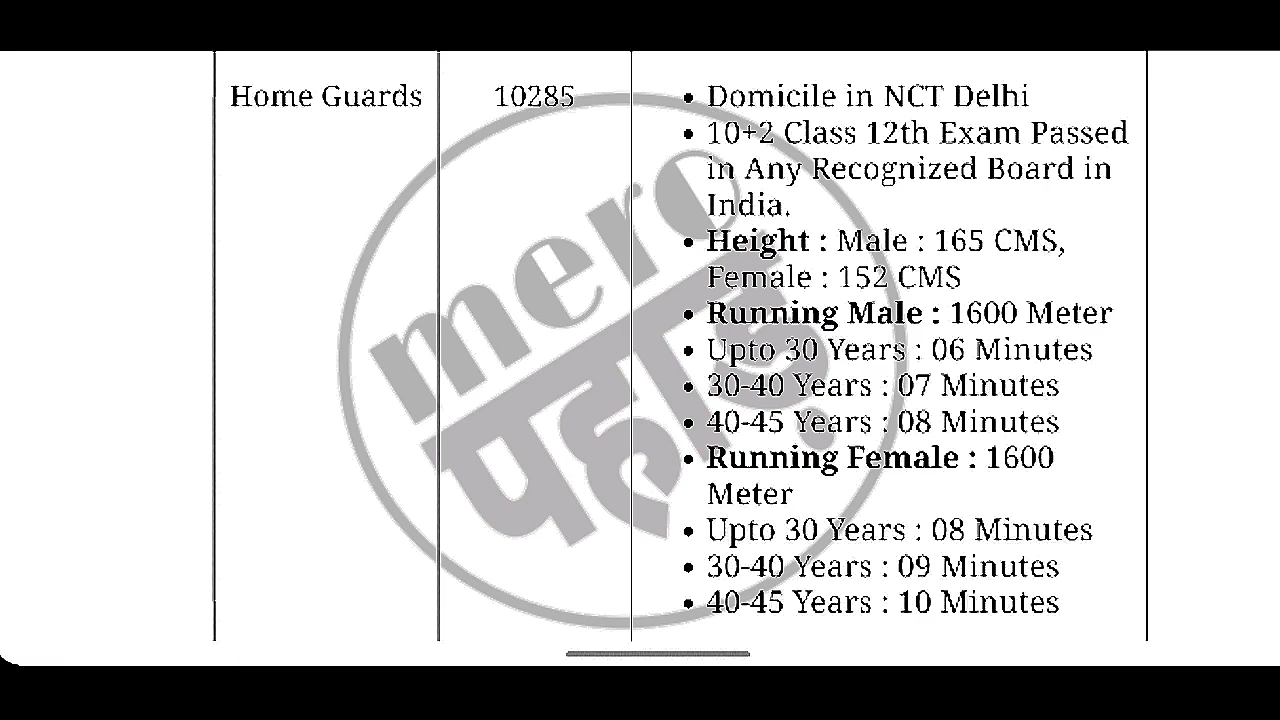 Home Guards
10285
• Domicile in NCT Delhi
• 10+2 Class 12th Exam Passed
in Any Recognized Board in
India.
• Height : Male : 165 CMS,
Female : 152 CMS
• Running Male : 1600 Meter
• Upto 30 Years : 06 Minutes
• 30-40 Years : 07 Minutes
• 40-45 Years : 08 Minutes
• Running Female : 1600
Meter
• Upto 30 Years : 08 Minutes
• 30-40 Years : 09 Minutes
• 40-45 Years : 10 Minutes
mero
पहाड़